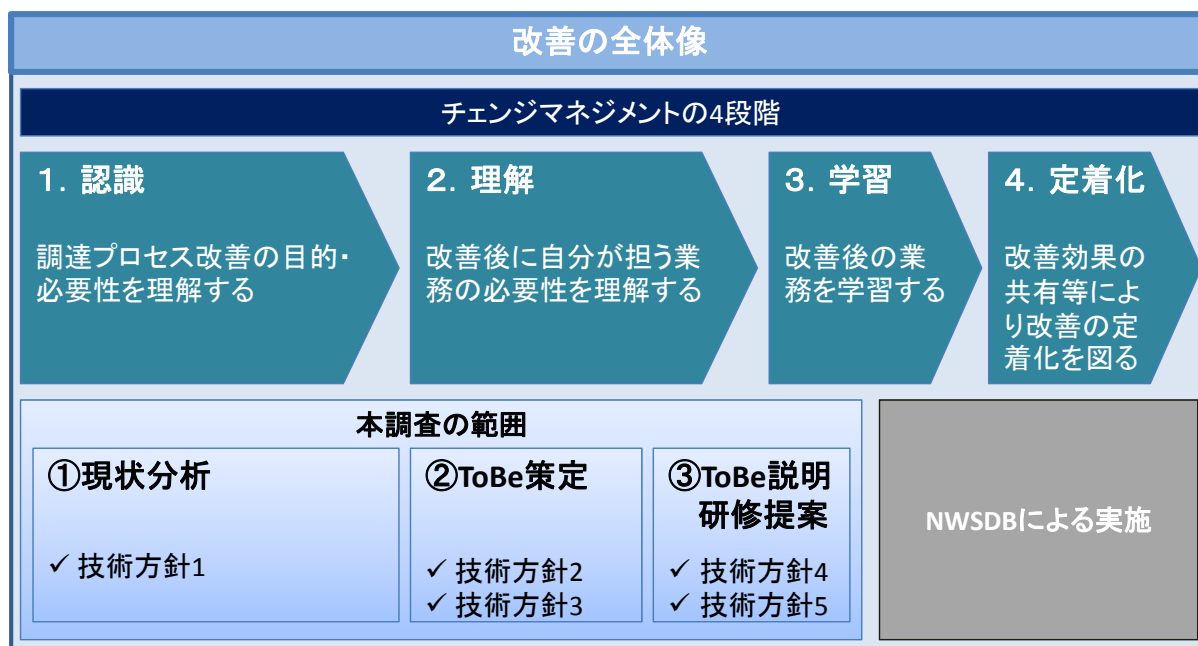 改善の全体像
チェンジマネジメントの4段階
1. 認識
調達プロセス改善の目的・
必要性を理解する
2. 理解
改善後に自分が担う業
務の必要性を理解する
3. 学習
改善後の業
務を学習する
4. 定着化
改善効果の
共有等によ
り改善の定
着化を図る
本調査の範囲
①現状分析
✓ 技術方針1
②ToBe策定
✓ 技術方針2
✓ 技術方針3
③ToBe説明
研修提案
✓ 技術方針4
✓ 技術方針5
NWSDBによる実施